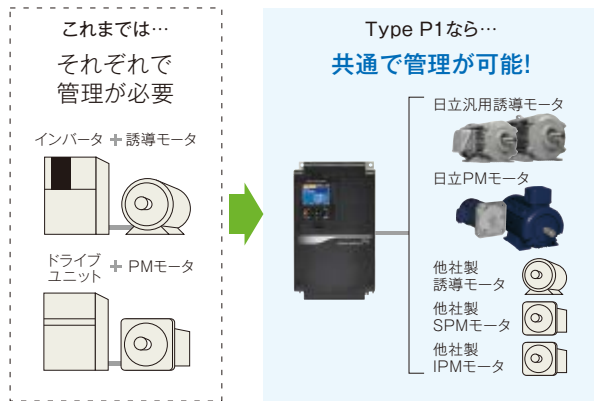 これまでは…
それぞれで
管理が必要
インバータ + 誘導モータ
ドライブ
ユニット + PMモータ
Type P1なら…
共通で管理が可能!
日立汎用誘導モータ
日立PMモータ
他社製
誘導モータ
他社製
SPMモータ
他社製
IPMモータ